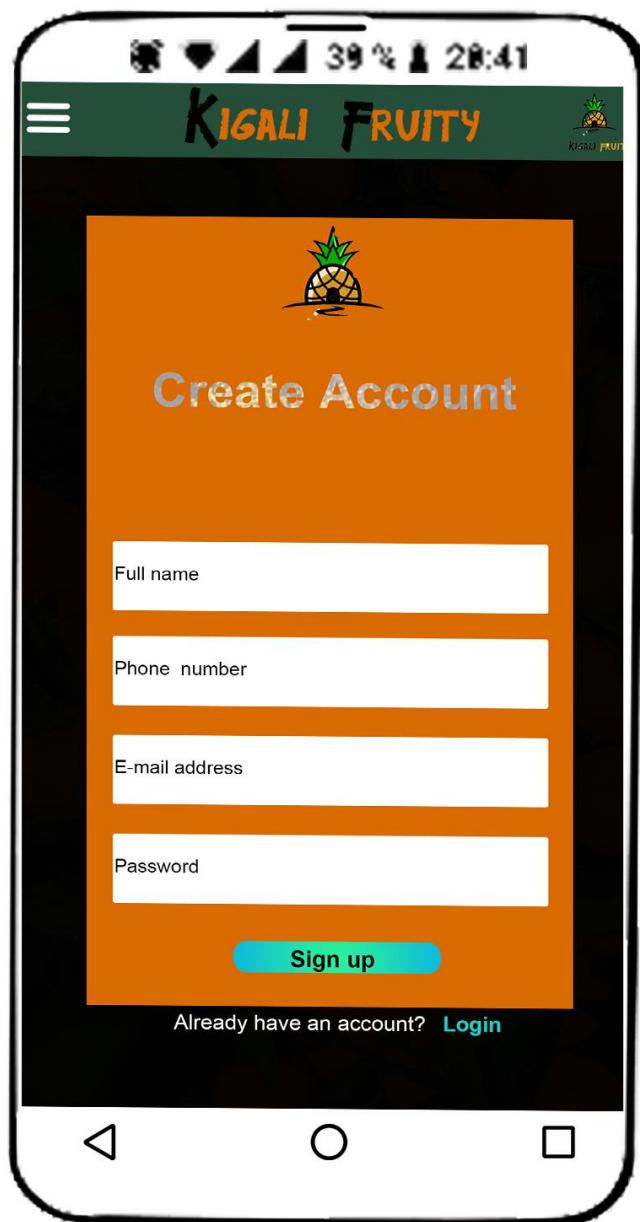 39 % 20:41
KIGALI FRUITY
KIGALI FRUIT
Create Account
Full name
Phone number
E-mail address
Password
Sign up
Already have an account? Login